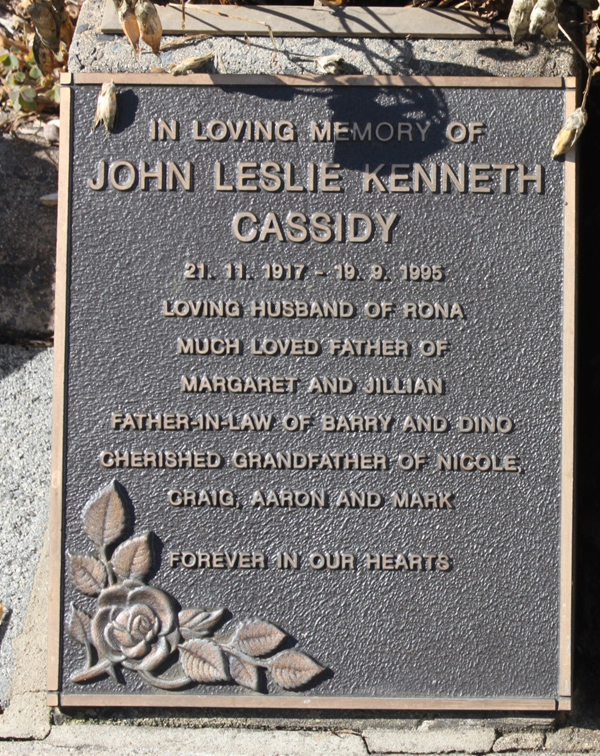 IN LOVING MEMORY OF
JOHN LESLIE KENNETH
CASSIDY
21. 11. 1917 - 19. 9. 1995
LOVING HUSBAND OF RONA
MUCH LOVED FATHER OF
MARGARET AND JILLIAN
FATHER-IN-LAW OF BARRY AND DINO
CHERISHED GRANDFATHER OF NICOLE,
CRAIG, AARON AND MARK
FOREVER IN OUR HEARTS